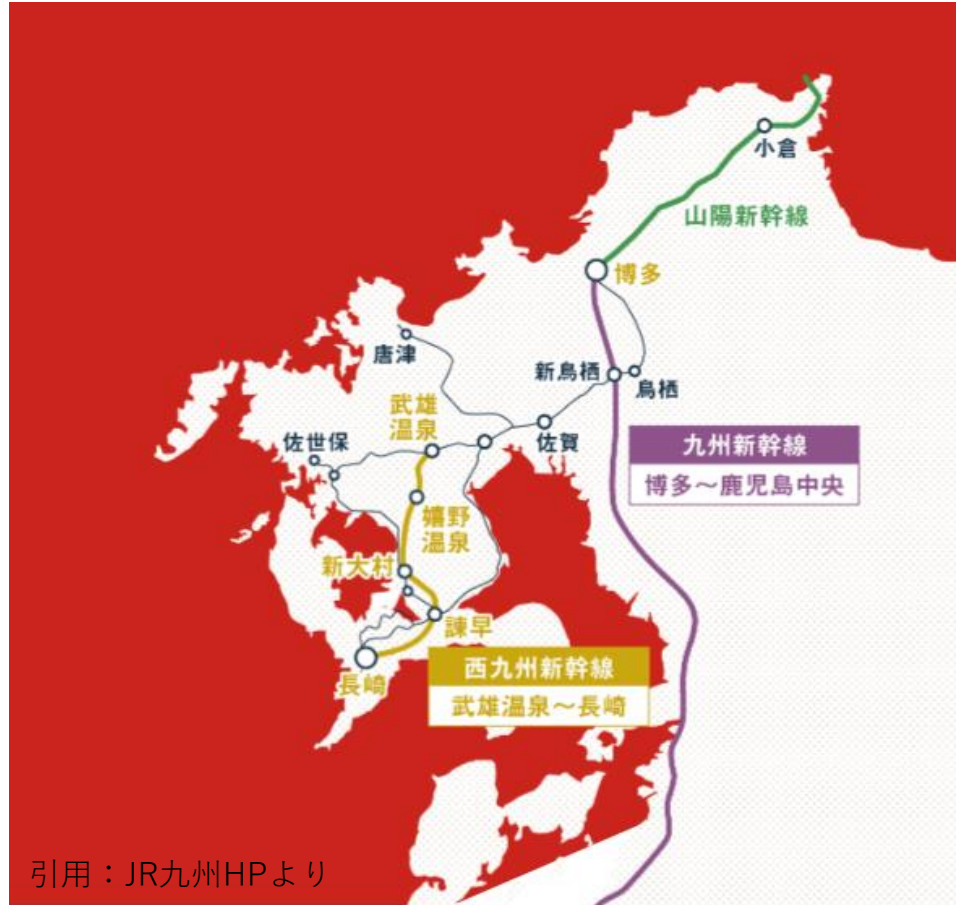 小倉
山陽新幹線
博多
唐津
新鳥栖
鳥栖
武雄
温泉
佐世保
佐賀
九州新幹線
博多～鹿児島中央
嬉野
温泉
新大村
諫早
長崎
西九州新幹線
武雄温泉～長崎
引用：JR九州HPより